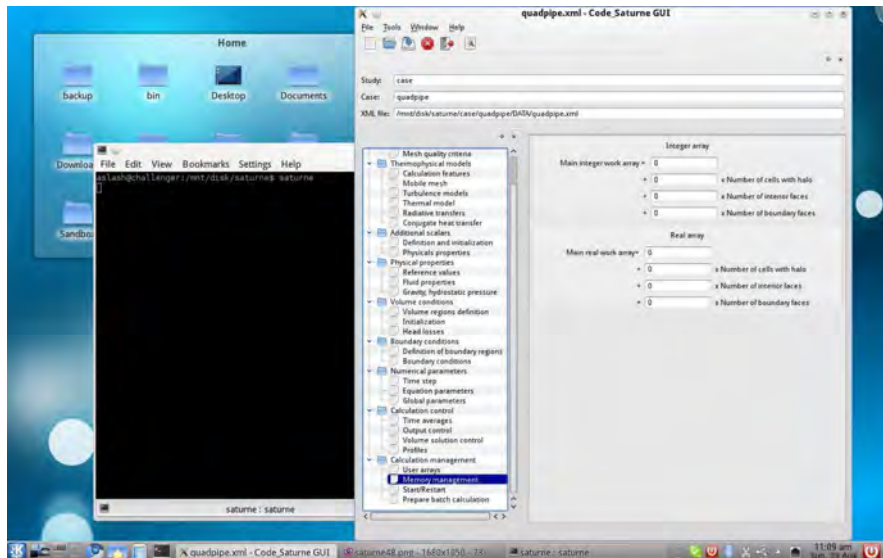 Home
backup
bin
Desktop
Documents
Downloa
Sandbo
File Edit View Bookmarks Settings Help
aslash@challenger:/mnt/disk/saturne$ saturne
saturne : saturne
quadpipe.xml - Code_Saturne GUI
File Tools Window Help
Study: case
Case: quadpipe
XML file: /mnt/disk/saturne/case/quadpipe/DATA/quadpipe.xml
Mesh quality criteria
Thermophysical models
Calculation features
Mobile mesh
Turbulence models
Thermal model
Radiative transfers
Conjugate heat transfer
Additional scalars
Definition and initialization
Physicals properties
Physical properties
Reference values
Fluid properties
Gravity, hydrostatic pressure
Volume conditions
Volume regions definition
Initialization
Head losses
Boundary conditions
Definition of boundary regions
Boundary conditions
Numerical parameters
Time step
Equation parameters
Global parameters
Calculation control
Time averages
Output control
Volume solution control
Profiles
Calculation management
User arrays
Memory management
Start/Restart
Prepare batch calculation
Integer array
Main integer work array = 0
+ 0 x Number of cells with halo
+ 0 x Number of interior faces
+ 0 x Number of boundary faces
Real array
Main real work array= 0
+ 0 x Number of cells with halo
+ 0 x Number of interior faces
+ 0 x Number of boundary faces
quadpipe.xml - Code_Saturne GUI
saturne48.png - 1680x1050 - 73
saturne : saturne
11:09 am
Sun, 23 Aug